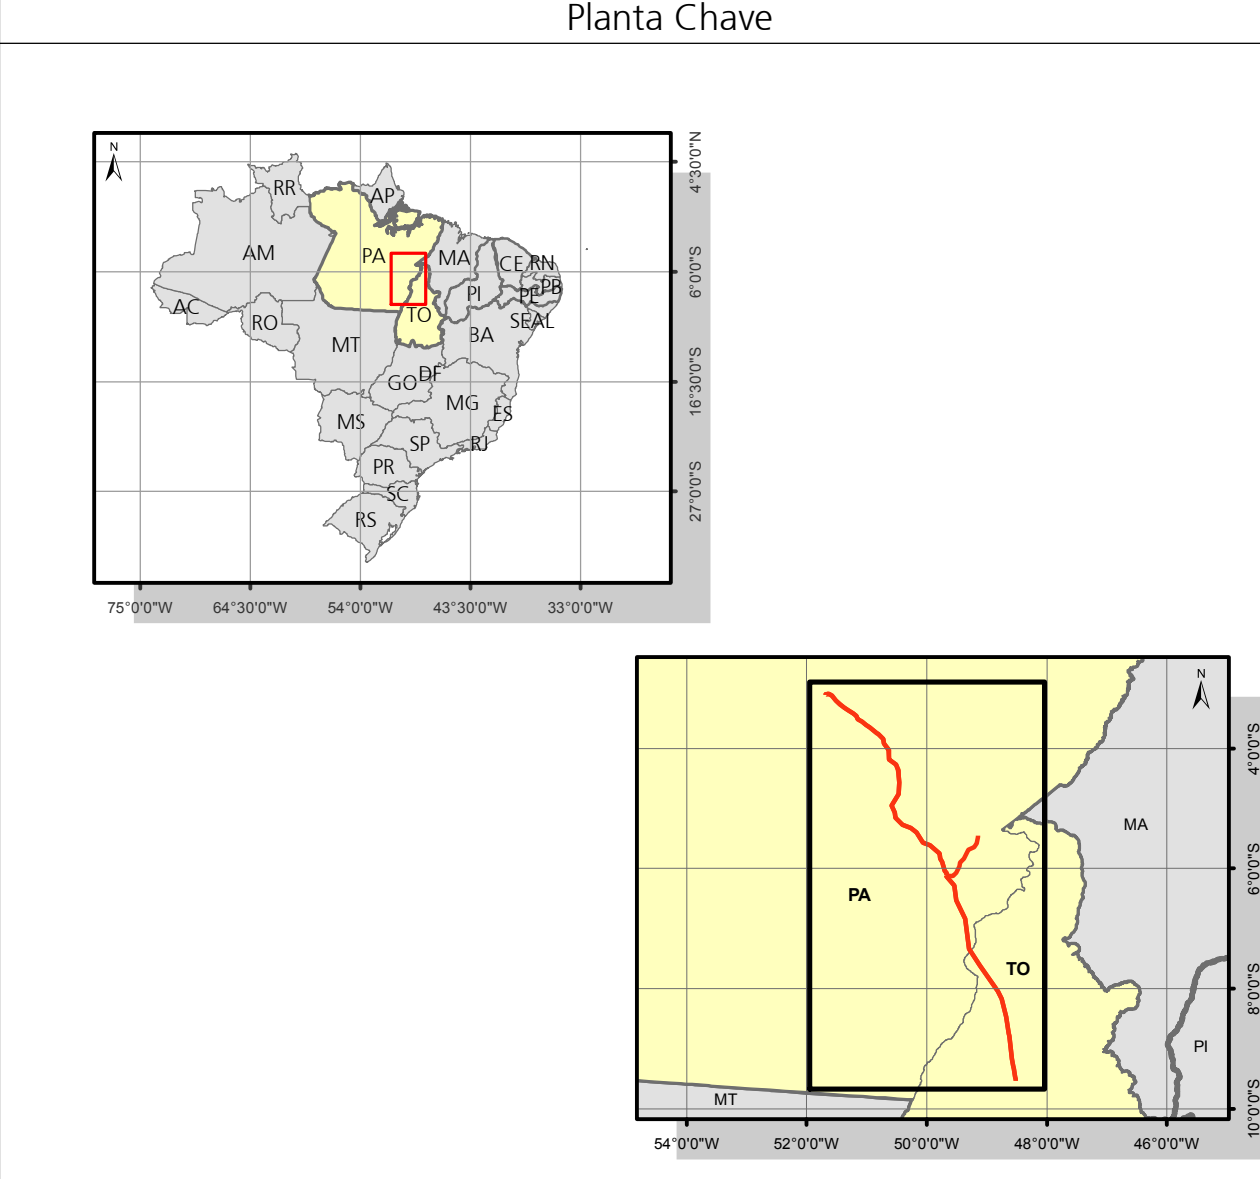 Planta Chave
N
4°30'0"N
RR
AP
AM
PA
MA
CE
RN
6°0'0"S
PI
PE
PB
AC
TO
RO
SE
AL
BA
MT
DF
GO
16°30'0"S
MG
ES
MS
SP
RJ
PR
SC
27°0'0"S
RS
75°0'0"W
64°30'0"W
54°0'0"W
43°30'0"W
33°0'0"W
N
4°0'0"S
MA
6°0'0"S
PA
TO
8°0'0"S
PI
MT
10°0'0"S
54°0'0"W
52°0'0"W
50°0'0"W
48°0'0"W
46°0'0"W